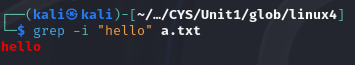 ┌──(kali㉿kali)-[~/…/CYS/Unit1/glob/linux4]
└─$ grep -i "hello" a.txt
hello